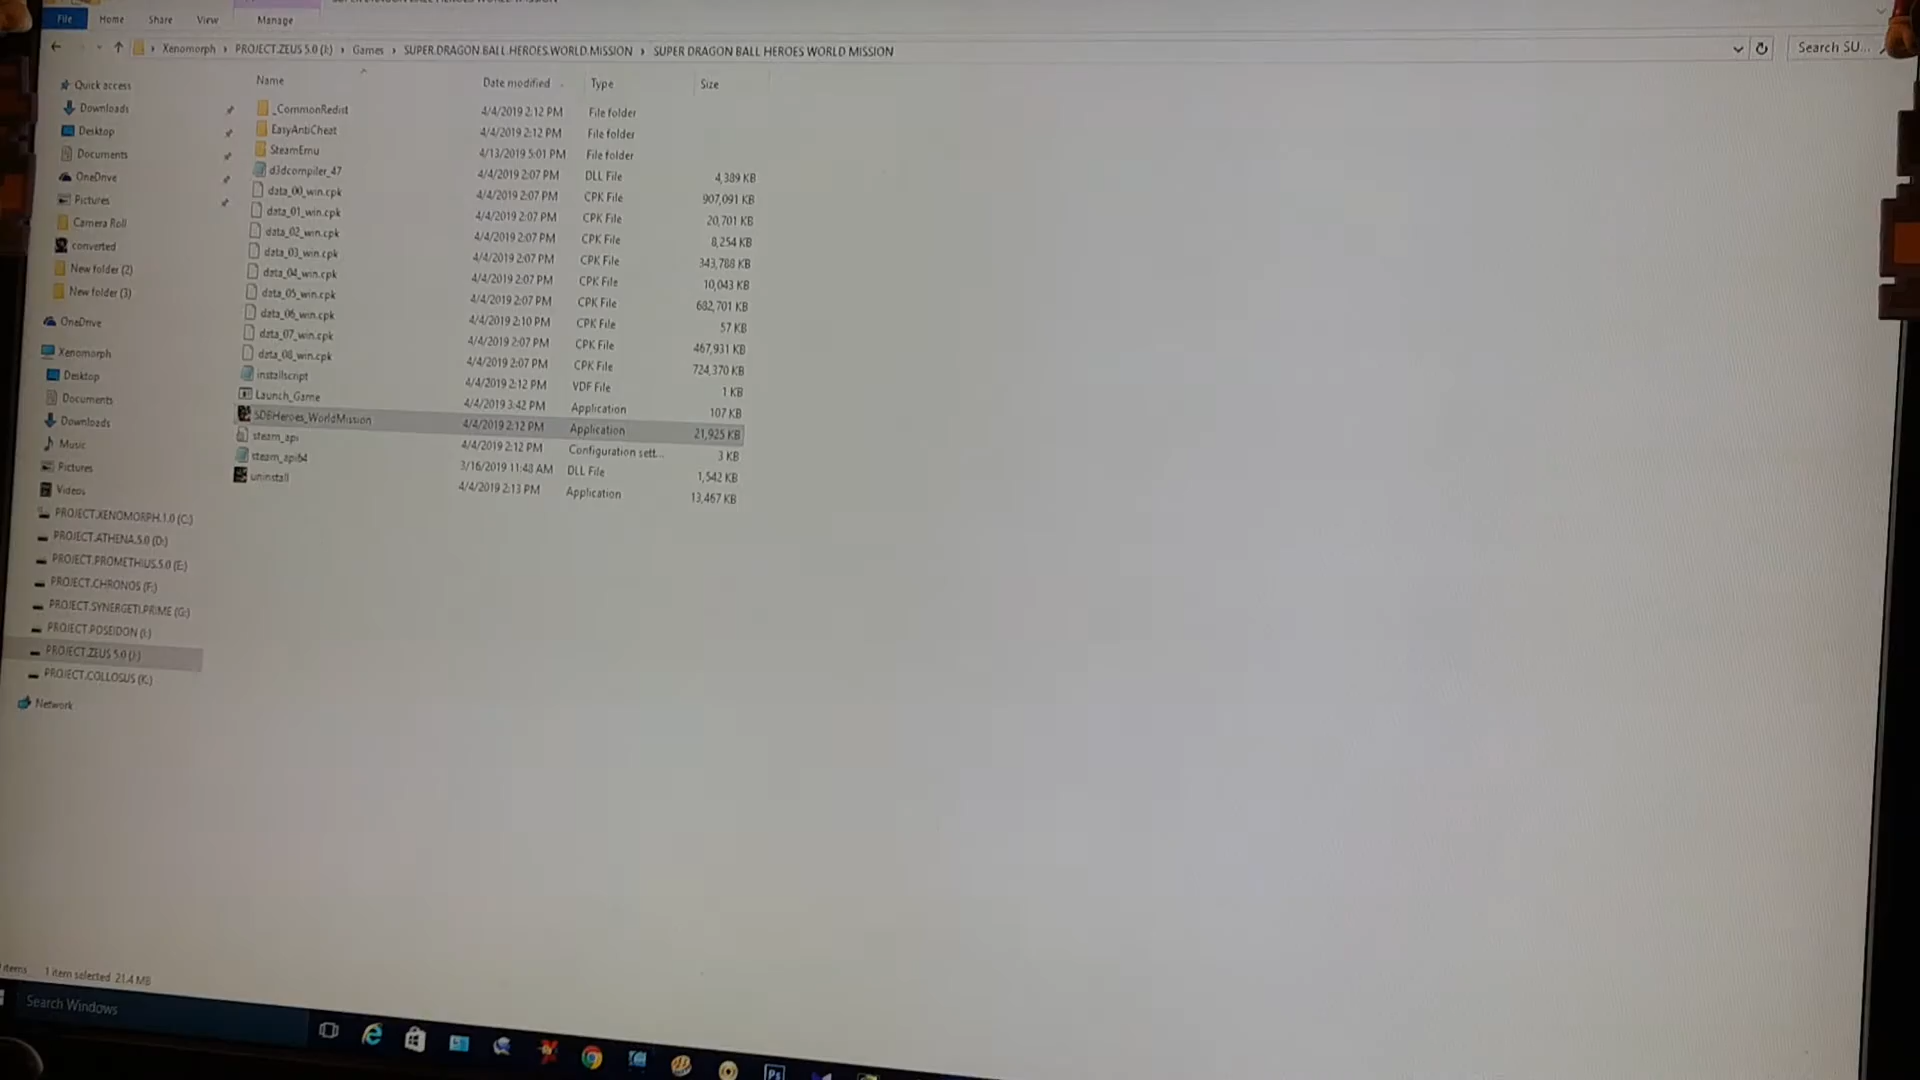 File Home Share View Manage
Xenomorph › PROJECT.ZEUS 5.0 (J:) › Games › SUPER.DRAGON.BALL.HEROES.WORLD.MISSION › SUPER DRAGON BALL HEROES WORLD MISSION
Search SU...
Name Date modified Type Size
Quick access
Downloads
Desktop
Documents
OneDrive
Pictures
Camera Roll
converted
New folder (2)
New folder (3)
OneDrive
Xenomorph
Desktop
Documents
Downloads
Music
Pictures
Videos
PROJECT.XENOMORPH.1.0 (C:)
PROJECT.ATHENA.5.0 (D:)
PROJECT.PROMETHIUS.5.0 (E:)
PROJECT.CHRONOS (F:)
PROJECT.SYNERGETI.PRIME (G:)
PROJECT.POSEIDON (I:)
PROJECT.ZEUS 5.0 (J:)
PROJECT.COLLOSUS (K:)
Network
_CommonRedist 4/4/2019 2:12 PM File folder
EasyAntiCheat 4/4/2019 2:12 PM File folder
SteamEmu 4/13/2019 5:01 PM File folder
d3dcompiler_47 4/4/2019 2:07 PM DLL File 4,389 KB
data_00_win.cpk 4/4/2019 2:07 PM CPK File 907,091 KB
data_01_win.cpk 4/4/2019 2:07 PM CPK File 20,701 KB
data_02_win.cpk 4/4/2019 2:07 PM CPK File 8,254 KB
data_03_win.cpk 4/4/2019 2:07 PM CPK File 343,788 KB
data_04_win.cpk 4/4/2019 2:07 PM CPK File 10,043 KB
data_05_win.cpk 4/4/2019 2:07 PM CPK File 682,701 KB
data_06_win.cpk 4/4/2019 2:10 PM CPK File 57 KB
data_07_win.cpk 4/4/2019 2:07 PM CPK File 467,931 KB
data_08_win.cpk 4/4/2019 2:07 PM CPK File 724,370 KB
installscript 4/4/2019 2:12 PM VDF File 1 KB
Launch_Game 4/4/2019 3:42 PM Application 107 KB
SDBHeroes_WorldMission 4/4/2019 2:12 PM Application 21,925 KB
steam_api 4/4/2019 2:12 PM Configuration sett... 3 KB
steam_api64 3/16/2019 11:48 AM DLL File 1,542 KB
uninstall 4/4/2019 2:13 PM Application 13,467 KB
items 1 item selected 21.4 MB
Search Windows
Ps